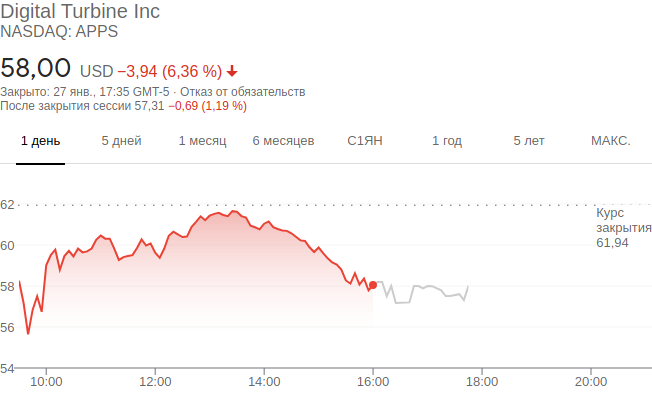 Digital Turbine Inc
NASDAQ: APPS
58,00 USD −3,94 (6,36 %)
Закрыто: 27 янв., 17:35 GMT-5 · Отказ от обязательств
После закрытия сессии 57,31 −0,69 (1,19 %)
1 день 5 дней 1 месяц 6 месяцев С1ЯН 1 год 5 лет МАКС.
62
Курс
закрытия
61,94
60
58
56
54
10:00 12:00 14:00 16:00 18:00 20:00